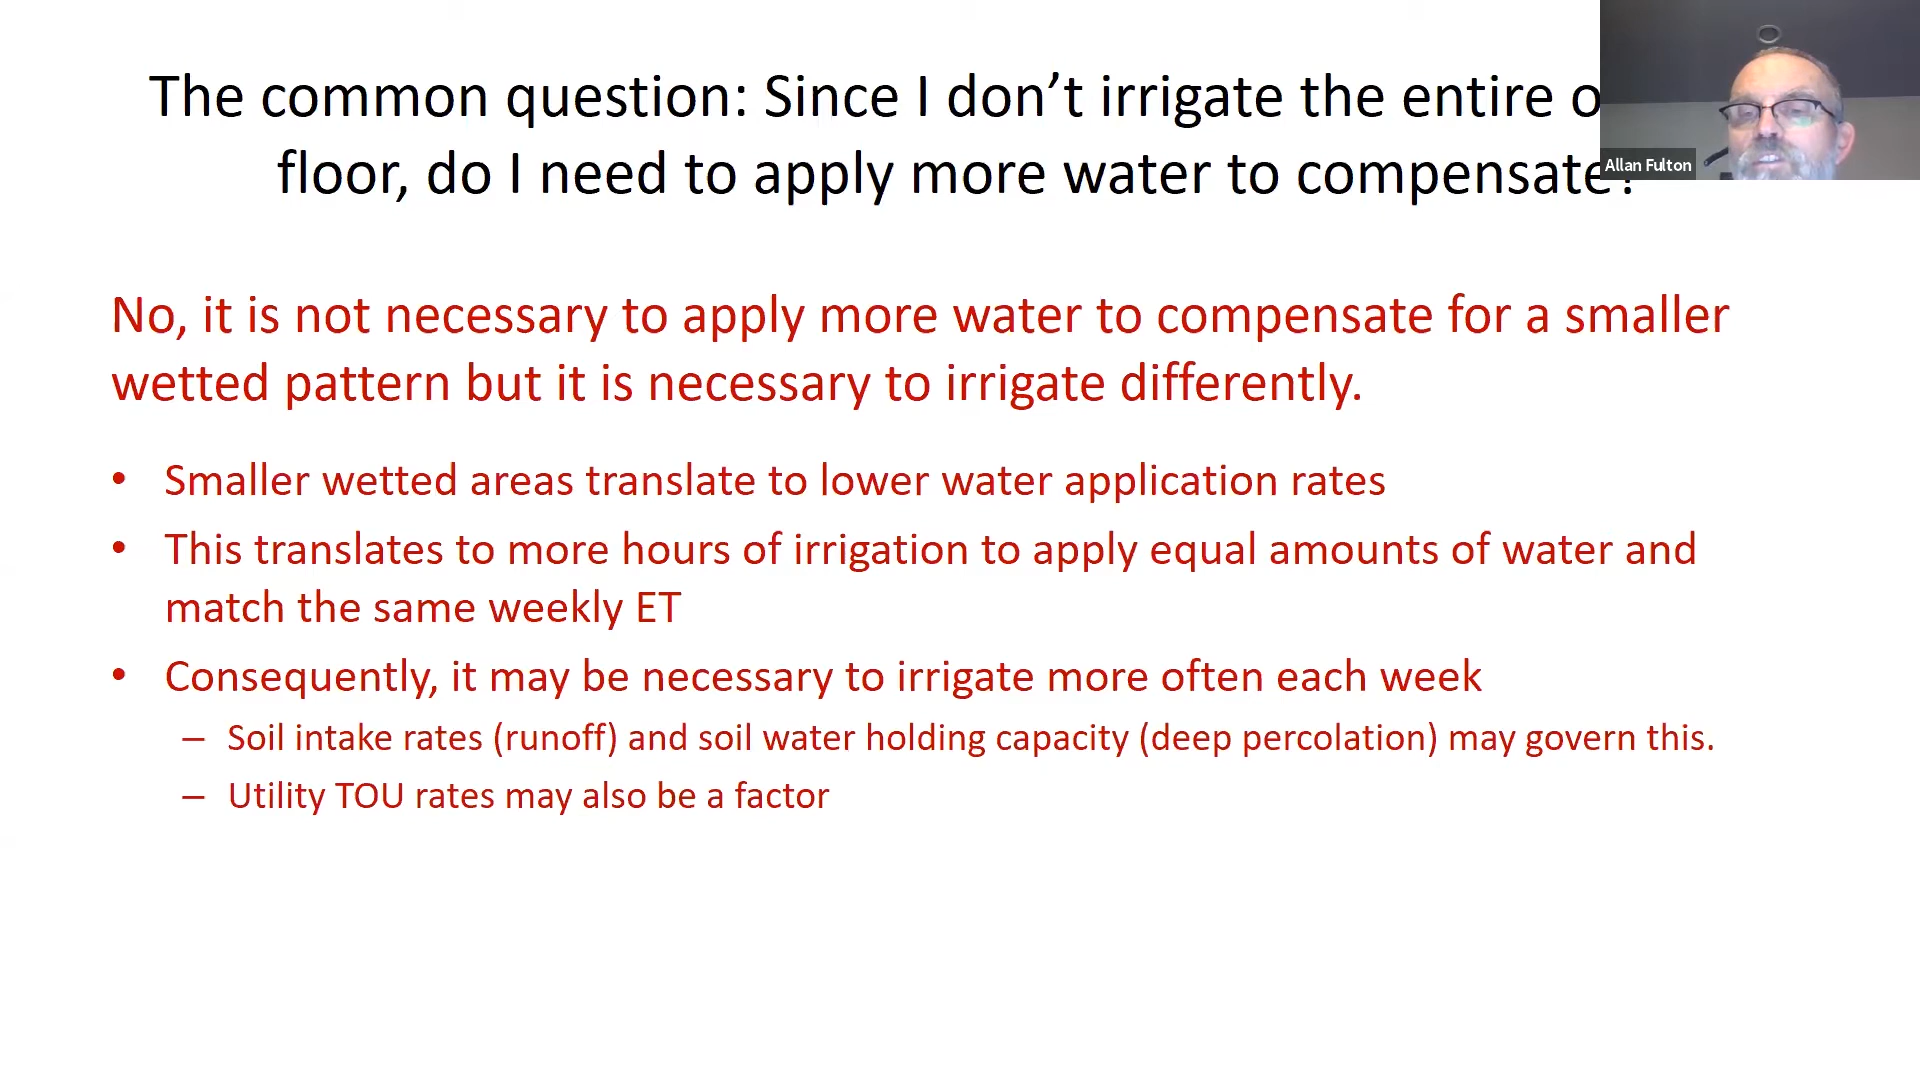 The common question: Since I don't irrigate the entire
floor, do I need to apply more water to compensate?
Allan Fulton
No, it is not necessary to apply more water to compensate for a smaller
wetted pattern but it is necessary to irrigate differently.
• Smaller wetted areas translate to lower water application rates
• This translates to more hours of irrigation to apply equal amounts of water and
match the same weekly ET
• Consequently, it may be necessary to irrigate more often each week
– Soil intake rates (runoff) and soil water holding capacity (deep percolation) may govern this.
– Utility TOU rates may also be a factor